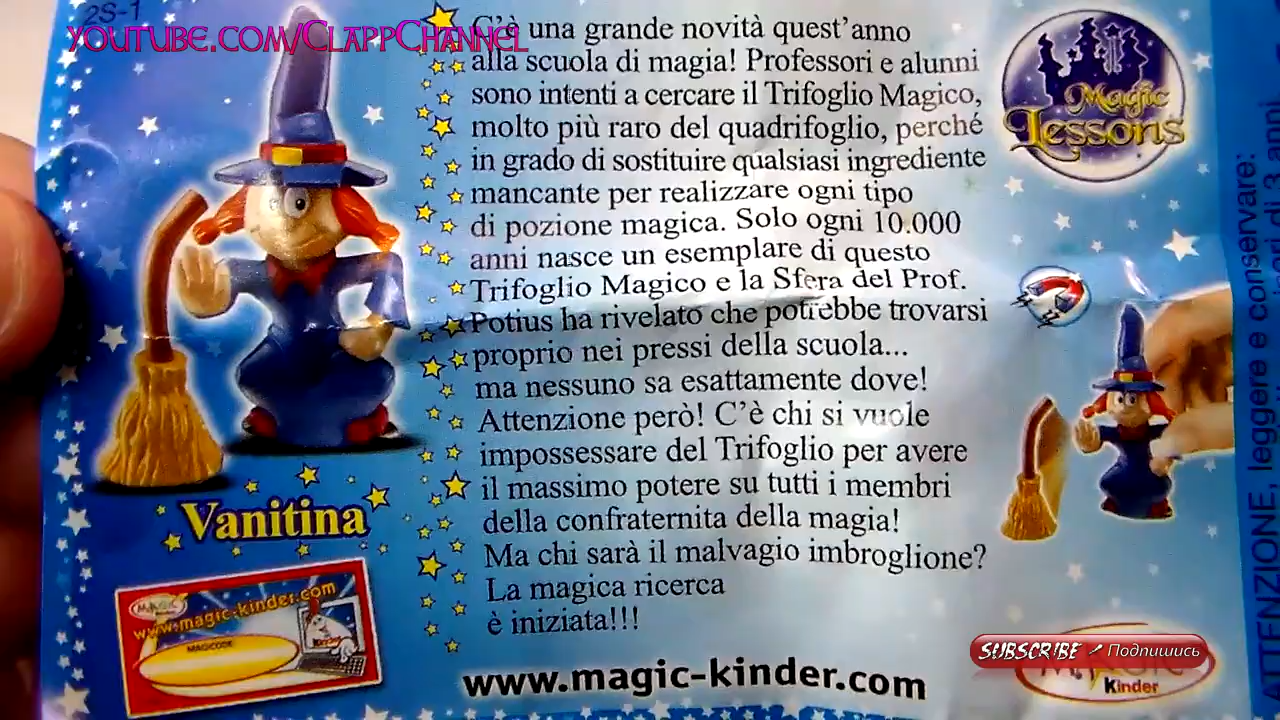 2S-1
youtube.com/ClappChannel
C'è una grande novità quest'anno
alla scuola di magia! Professori e alunni
sono intenti a cercare il Trifoglio Magico,
molto più raro del quadrifoglio, perché
in grado di sostituire qualsiasi ingrediente
mancante per realizzare ogni tipo
di pozione magica. Solo ogni 10.000
anni nasce un esemplare di questo
Trifoglio Magico e la Sfera del Prof.
Potius ha rivelato che potrebbe trovarsi
proprio nei pressi della scuola...
ma nessuno sa esattamente dove!
Attenzione però! C'è chi si vuole
impossessare del Trifoglio per avere
il massimo potere su tutti i membri
della confraternita della magia!
Ma chi sarà il malvagio imbroglione?
La magica ricerca
è iniziata!!!
www.magic-kinder.com
Magic
Lessons
Vanitina
MAGIC
www.magic-kinder.com
MAGICODE
SUBSCRIBE Подпишись
Kinder
ATTENZIONE, leggere e conservare:
di 3 anni